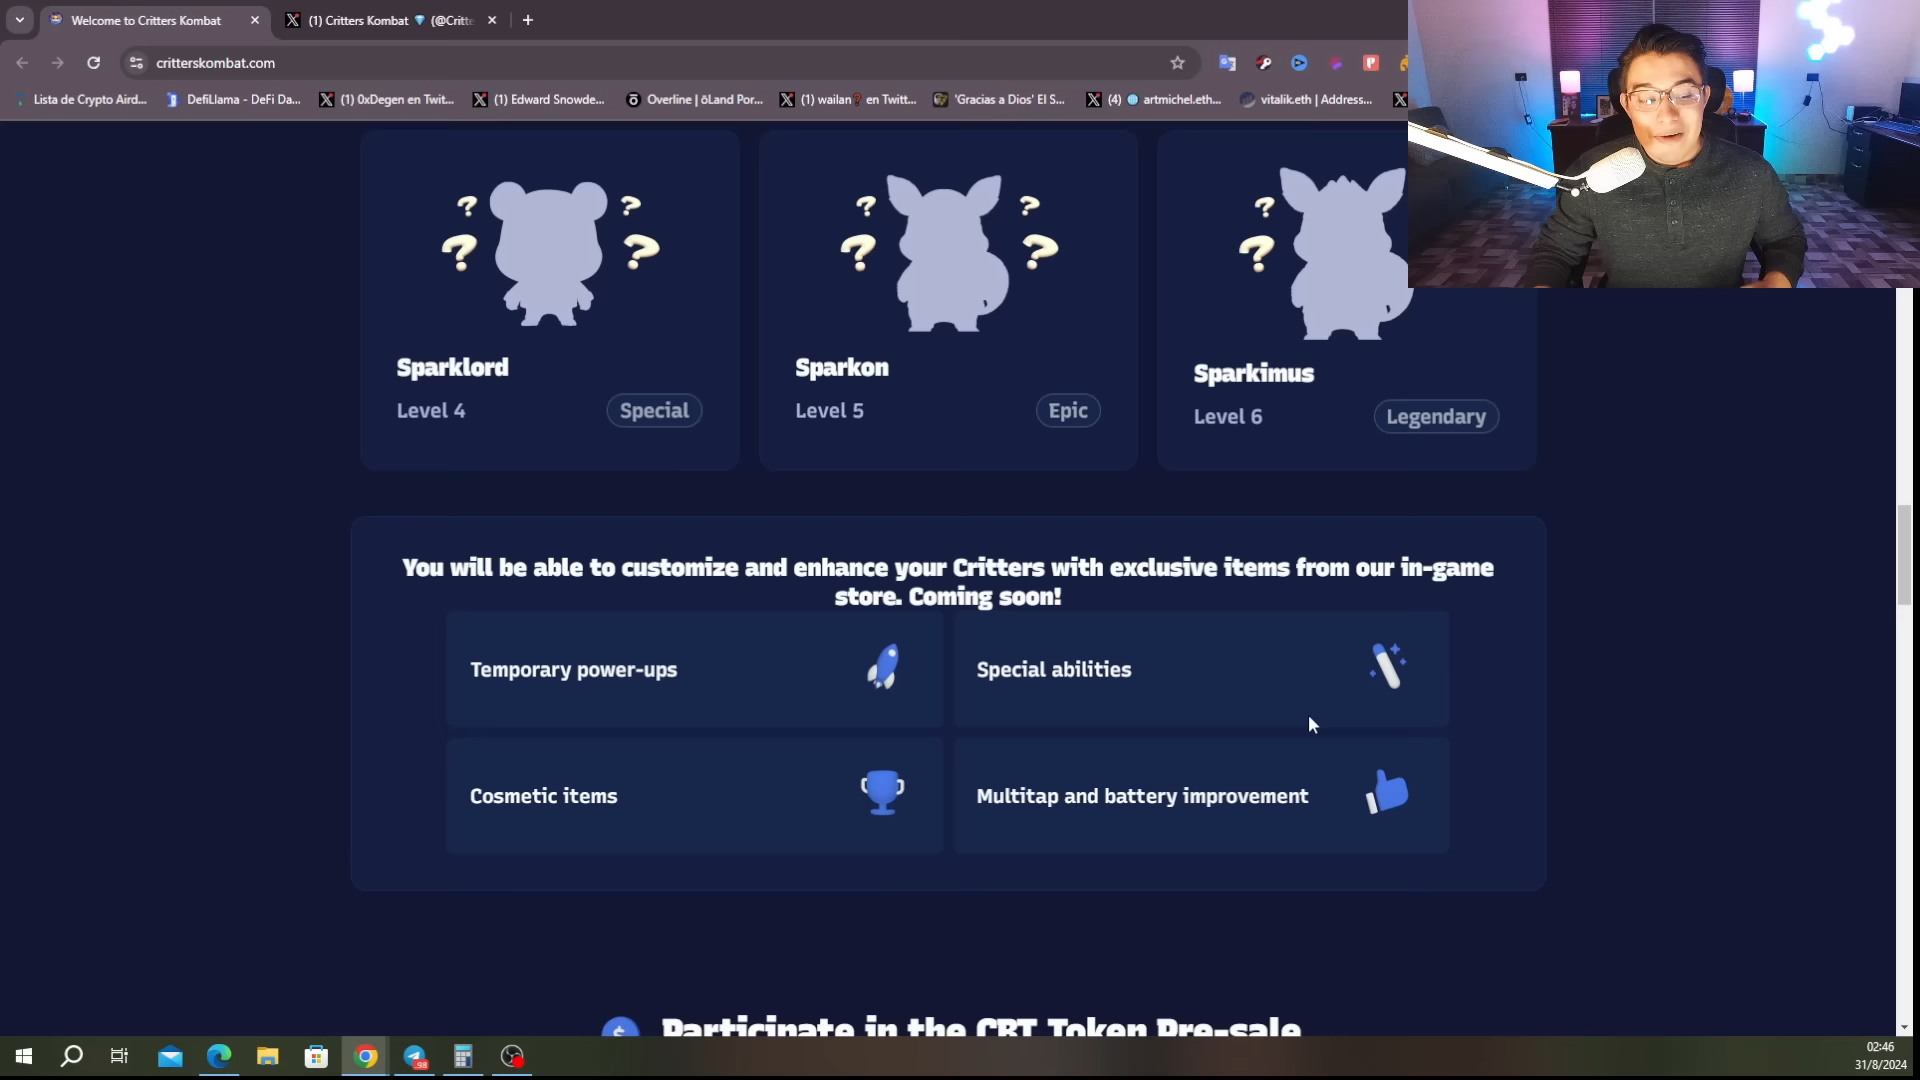 Welcome to Critters Kombat
(1) Critters Kombat 💎 (@Critte
critterskombat.com
Lista de Crypto Aird...
DefiLlama - DeFi Da...
(1) 0xDegen en Twit...
(1) Edward Snowde...
Overline | ōLand Por...
(1) wailan❓ en Twitt...
'Gracias a Dios' El S...
(4) 🌐 artmichel.eth...
vitalik.eth | Address...
? ? ? ?
? ? ? ?
? ?
Sparklord
Level 4
Special
Sparkon
Level 5
Epic
Sparkimus
Level 6
Legendary
You will be able to customize and enhance your Critters with exclusive items from our in-game
store. Coming soon!
Temporary power-ups
Special abilities
Cosmetic items
Multitap and battery improvement
Participate in the CRT Token Pre-sale
02:46
31/8/2024